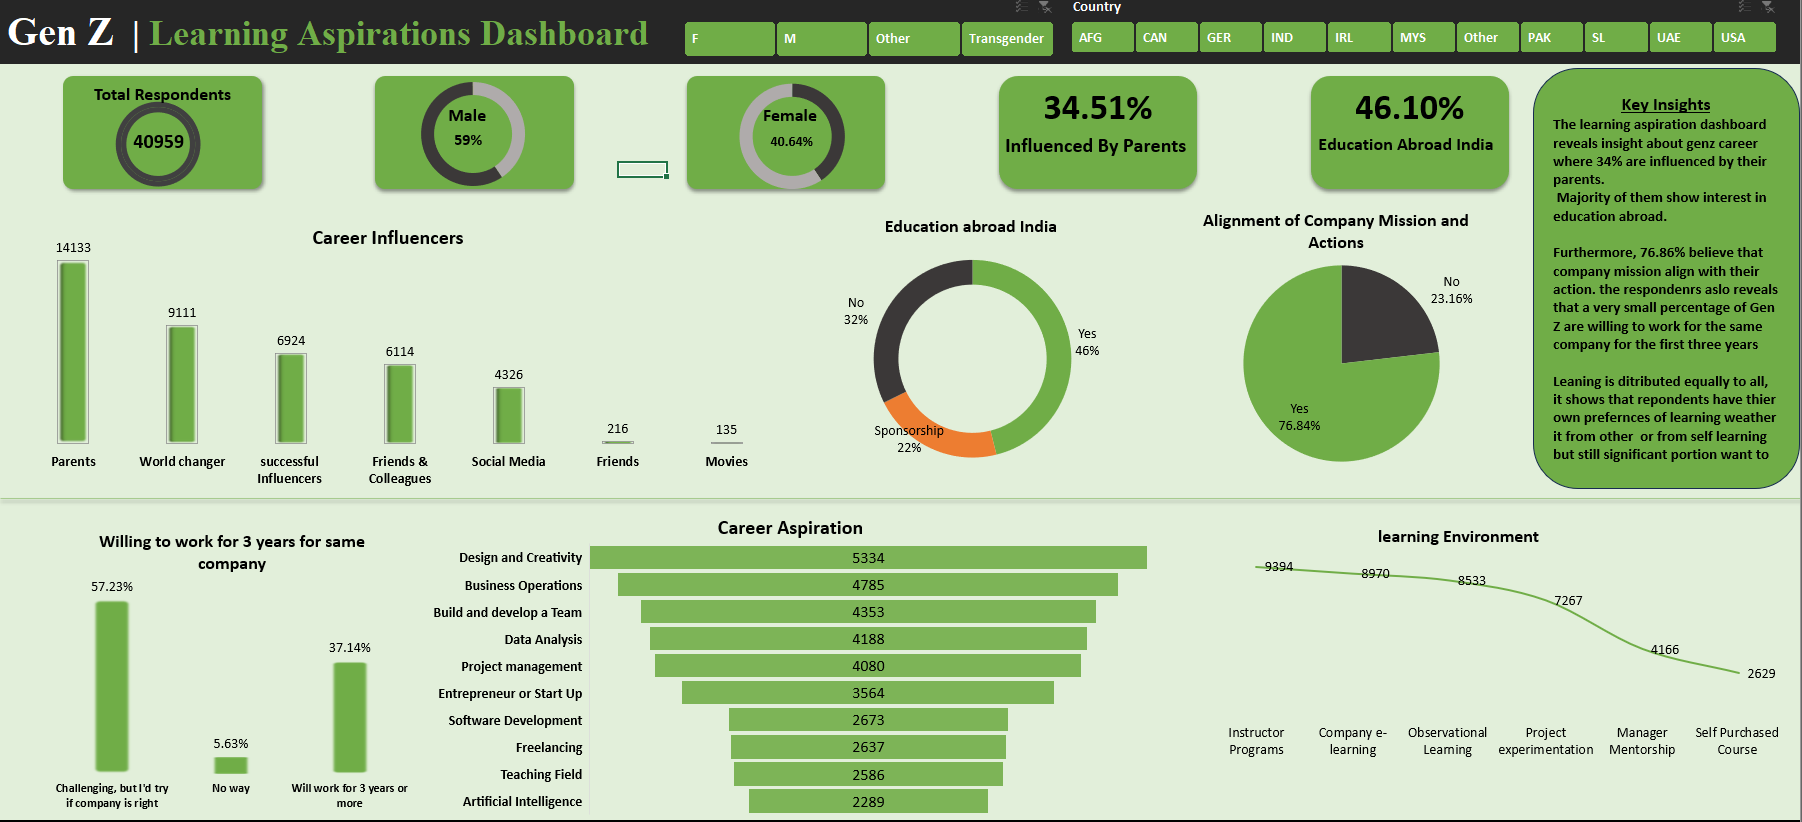 Gen Z | Learning Aspirations Dashboard
F
M
Other
Transgender
Country
AFG
CAN
GER
IND
IRL
MYS
Other
PAK
SL
UAE
USA
Total Respondents
40959
Male
59%
Female
40.64%
34.51%
Influenced By Parents
46.10%
Education Abroad India
Key Insights
The learning aspiration dashboard
reveals insight about genz career
where 34% are influenced by their
parents.
Majority of them show interest in
education abroad.
Furthermore, 76.86% believe that
company mission align with their
action. the respondenrs aslo reveals
that a very small percentage of Gen
Z are willing to work for the same
company for the first three years
Leaning is ditributed equally to all,
it shows that repondents have thier
own prefernces of learning weather
it from other  or from self learning
but still significant portion want to
Career Influencers
14133
9111
6924
6114
4326
216
135
Parents
World changer
successful
Influencers
Friends &
Colleagues
Social Media
Friends
Movies
Education abroad India
No
32%
Yes
46%
Sponsorship
22%
Alignment of Company Mission and
Actions
No
23.16%
Yes
76.84%
Willing to work for 3 years for same
company
57.23%
5.63%
37.14%
Challenging, but I'd try
if company is right
No way
Will work for 3 years or
more
Career Aspiration
Design and Creativity 5334
Business Operations 4785
Build and develop a Team 4353
Data Analysis 4188
Project management 4080
Entrepreneur or Start Up 3564
Software Development 2673
Freelancing 2637
Teaching Field 2586
Artificial Intelligence 2289
learning Environment
9394
8970
8533
7267
4166
2629
Instructor
Programs
Company e-
learning
Observational
Learning
Project
experimentation
Manager
Mentorship
Self Purchased
Course